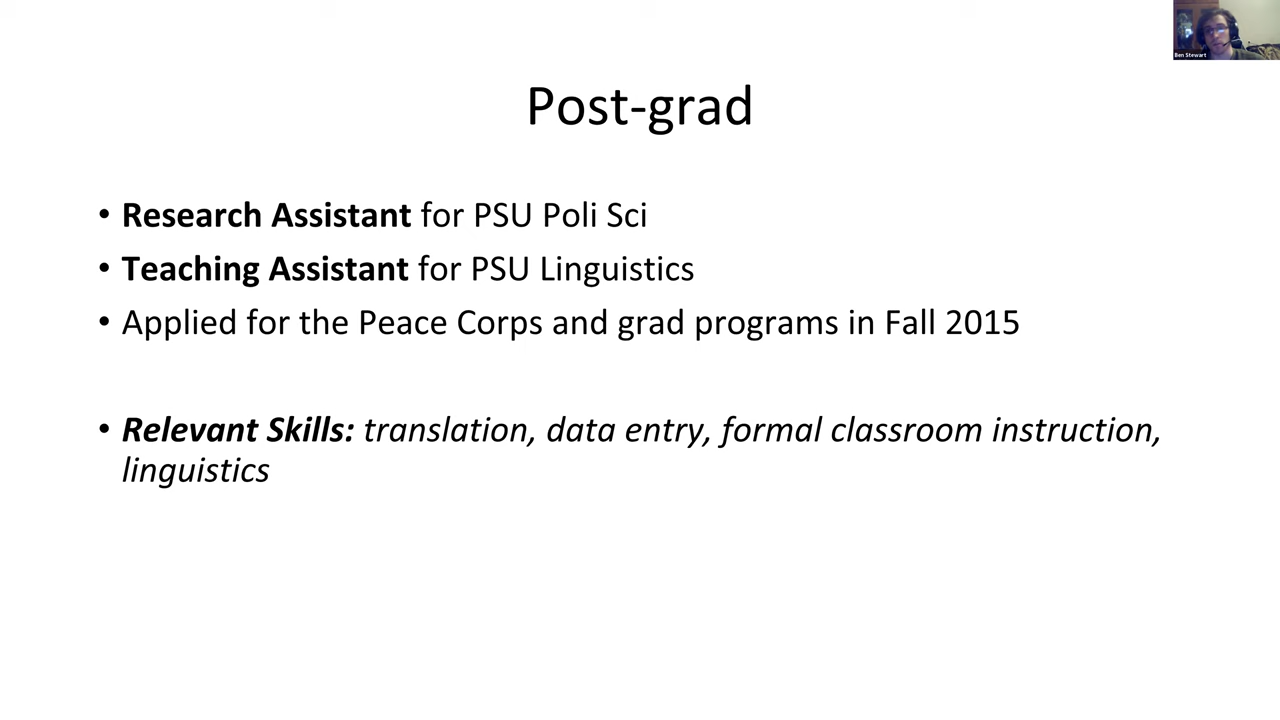 Ben Stewart
Post-grad
• Research Assistant for PSU Poli Sci
• Teaching Assistant for PSU Linguistics
• Applied for the Peace Corps and grad programs in Fall 2015
• Relevant Skills: translation, data entry, formal classroom instruction,
linguistics